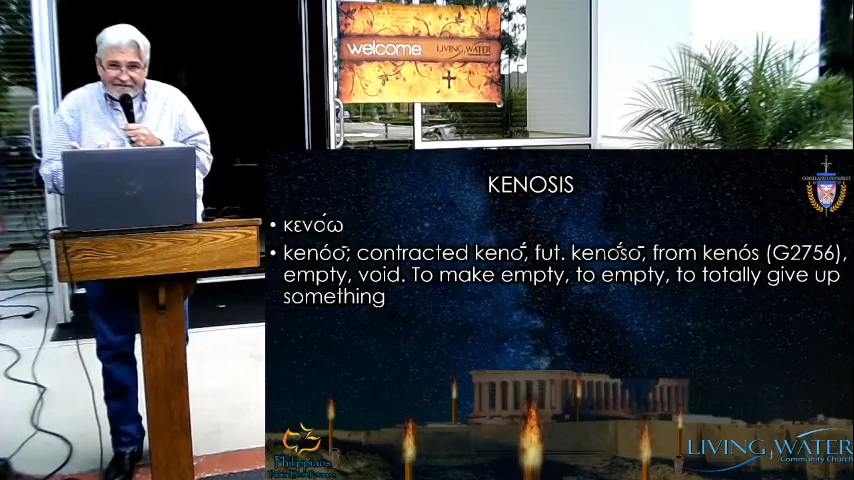 welcome
LIVING WATER
KENOSIS
• κενόω
• kenóō; contracted kenṓ, fut. kenṓsō, from kenós (G2756),
empty, void. To make empty, to empty, to totally give up
something
Philippians
LIVING WATER
Community Church